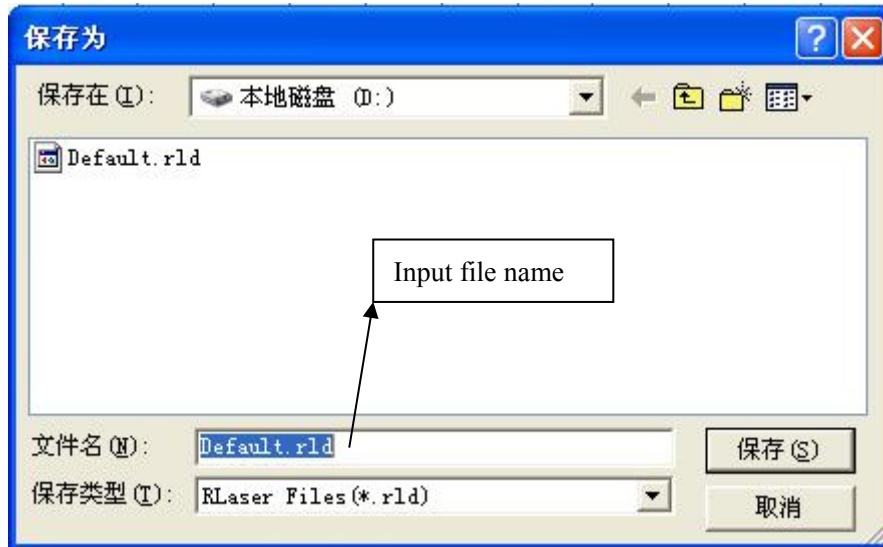 保存为
保存在(I): 本地磁盘 (D:)
Default.rld
Input file name
文件名(N): Default.rld 保存(S)
保存类型(T): RLaser Files(*.rld) 取消